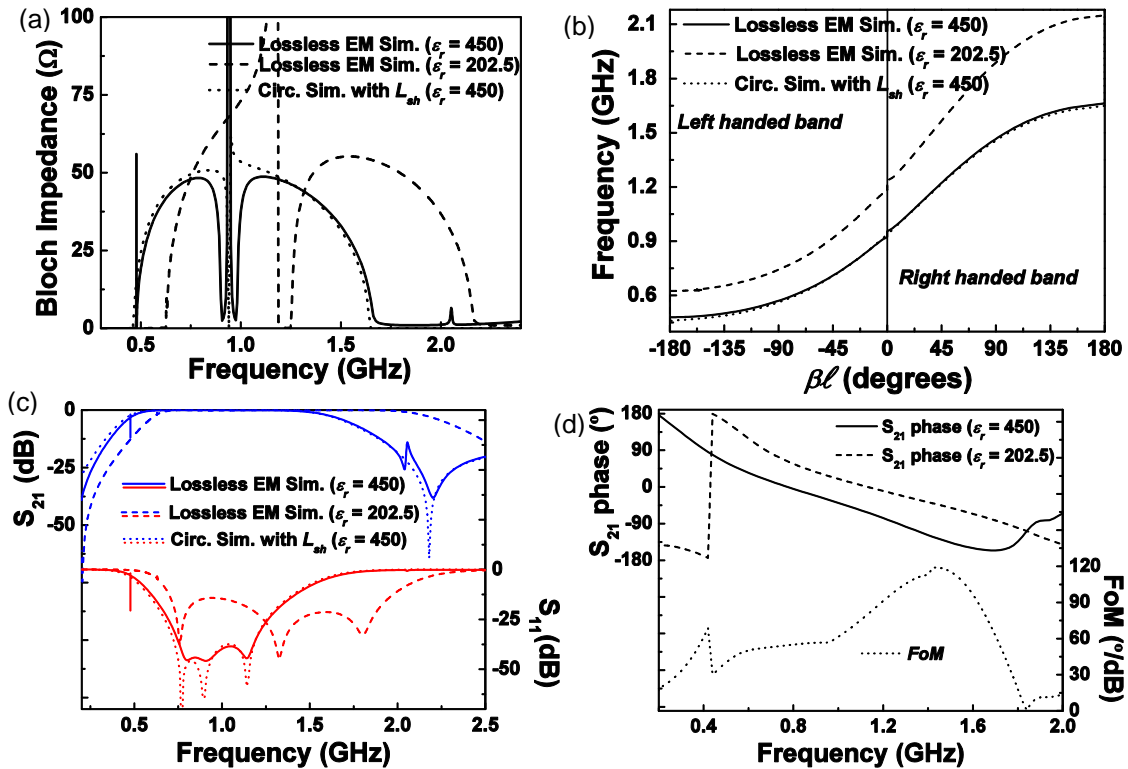 (a)
100
75
50
25
0
Bloch Impedance (Ω)
Lossless EM Sim. (εr = 450)
Lossless EM Sim. (εr = 202.5)
Circ. Sim. with Lsh (εr = 450)
0.5 1.0 1.5 2.0
Frequency (GHz)
(b)
2.1
1.8
1.5
1.2
0.9
0.6
Frequency (GHz)
Lossless EM Sim. (εr = 450)
Lossless EM Sim. (εr = 202.5)
Circ. Sim. with Lsh (εr = 450)
Left handed band
Right handed band
-180 -135 -90 -45 0 45 90 135 180
βℓ (degrees)
(c)
0
-25
-50
S21 (dB)
Lossless EM Sim. (εr = 450)
Lossless EM Sim. (εr = 202.5)
Circ. Sim. with Lsh (εr = 450)
0
-25
-50
S11(dB)
0.5 1.0 1.5 2.0 2.5
Frequency (GHz)
(d)
180
90
0
-90
-180
S21 phase (º)
S21 phase (εr = 450)
S21 phase (εr = 202.5)
FoM
120
90
60
30
0
FoM (º/dB)
0.4 0.8 1.2 1.6 2.0
Frequency (GHz)